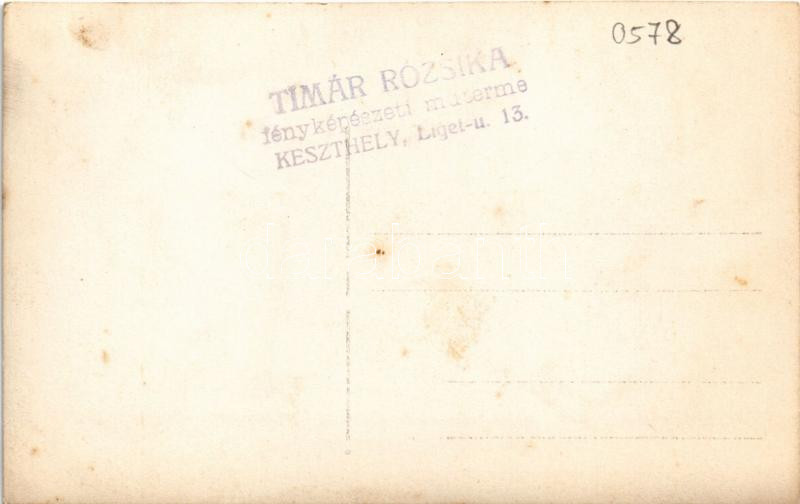 0578
TIMÁR RÓZSIKA
fényképészeti műterme
KESZTHELY, Liget-u. 13.